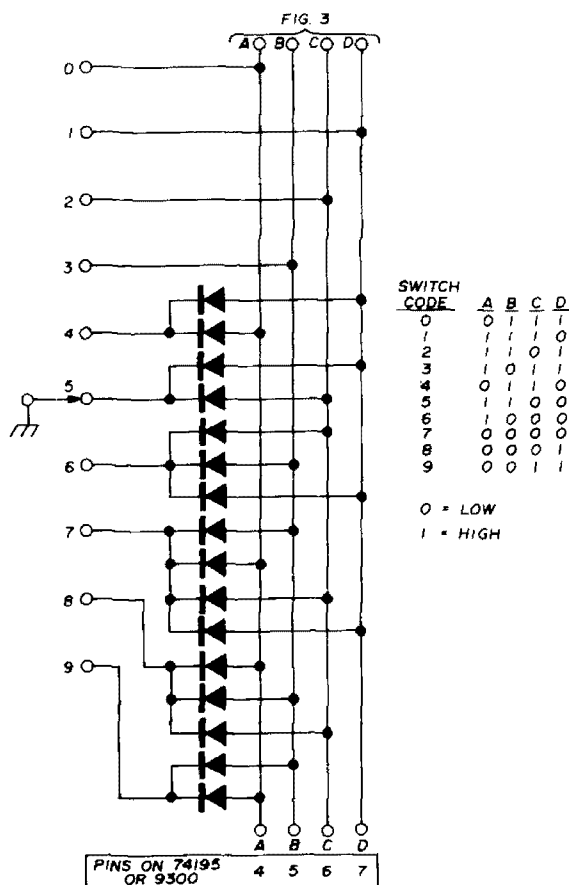 FIG. 3
A B C D
0
1
2
3
4
5
6
7
8
9
SWITCH
CODE A B C D
0 0 1 1 1
1 1 1 1 0
2 1 1 0 1
3 1 0 1 1
4 0 1 1 0
5 1 1 0 0
6 1 0 0 0
7 0 0 0 0
8 0 0 0 1
9 0 0 1 1
0 = LOW
1 = HIGH
A B C D
PINS ON 74195 4 5 6 7
OR 9300